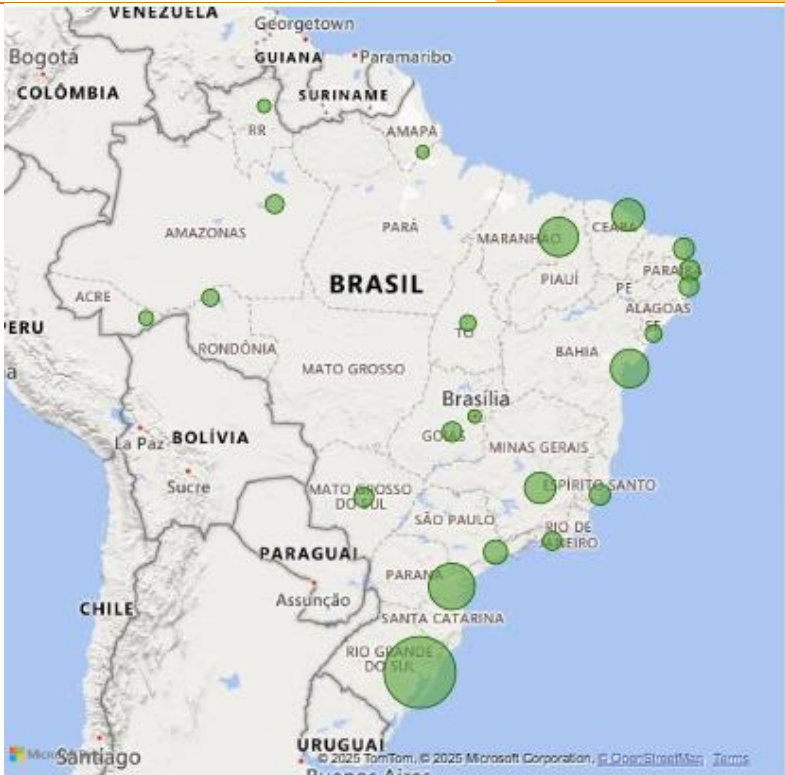 VENEZUELA
Georgetown
Bogotá
GUIANA
Paramaribo
COLÔMBIA
SURINAME
RR
AMAPÁ
AMAZONAS
PARÁ
MARANHÃO
CEARÁ
BRASIL
PIAUÍ
PARAÍBA
ACRE
PE
ALAGOAS
PERU
TO
SE
RONDÔNIA
MATO GROSSO
BAHIA
a
Brasília
GOIÁS
La Paz
BOLÍVIA
MINAS GERAIS
Sucre
MATO GROSSO
DO SUL
ESPÍRITO SANTO
SÃO PAULO
RIO DE
JANEIRO
PARAGUAI
PARANÁ
Assunção
CHILE
SANTA CATARINA
RIO GRANDE
DO SUL
URUGUAI
Santiago
© 2025 TomTom, © 2025 Microsoft Corporation, © OpenStreetMap Terms
Buenos Aires